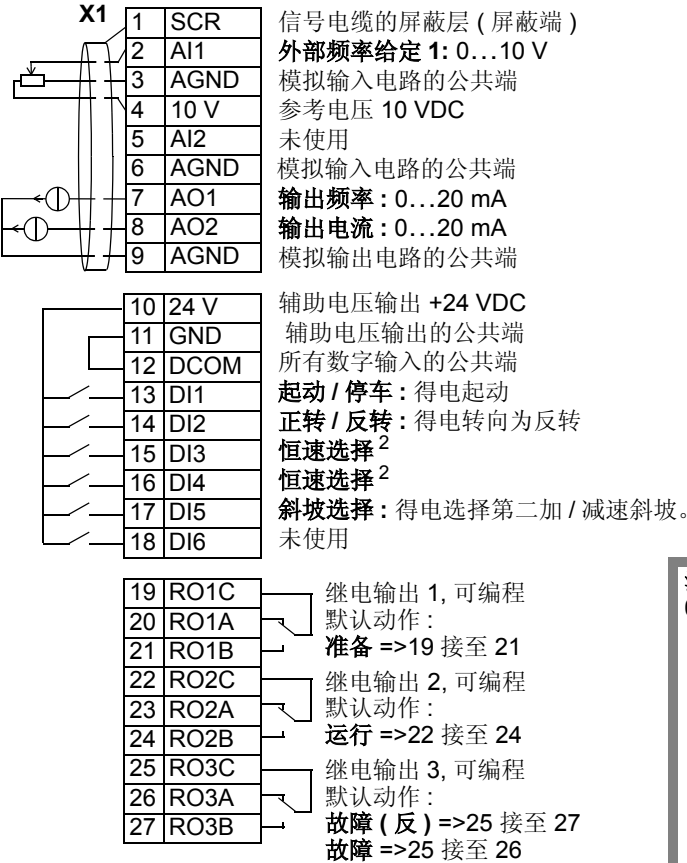 X1
1 SCR 信号电缆的屏蔽层 ( 屏蔽端 )
2 AI1 外部频率给定 1: 0…10 V
3 AGND 模拟输入电路的公共端
4 10 V 参考电压 10 VDC
5 AI2 未使用
6 AGND 模拟输入电路的公共端
7 AO1 输出频率 : 0…20 mA
8 AO2 输出电流 : 0…20 mA
9 AGND 模拟输出电路的公共端
10 24 V 辅助电压输出 +24 VDC
11 GND 辅助电压输出的公共端
12 DCOM 所有数字输入的公共端
13 DI1 起动 / 停车 : 得电起动
14 DI2 正转 / 反转 : 得电转向为反转
15 DI3 恒速选择 2
16 DI4 恒速选择 2
17 DI5 斜坡选择 : 得电选择第二加 / 减速斜坡。
18 DI6 未使用
19 RO1C 继电输出 1, 可编程
20 RO1A 默认动作 :
21 RO1B 准备 =>19 接至 21
22 RO2C 继电输出 2, 可编程
23 RO2A 默认动作 :
24 RO2B 运行 =>22 接至 24
25 RO3C 继电输出 3, 可编程
26 RO3A 默认动作 :
27 RO3B 故障 ( 反 ) =>25 接至 27
故障 =>25 接至 26